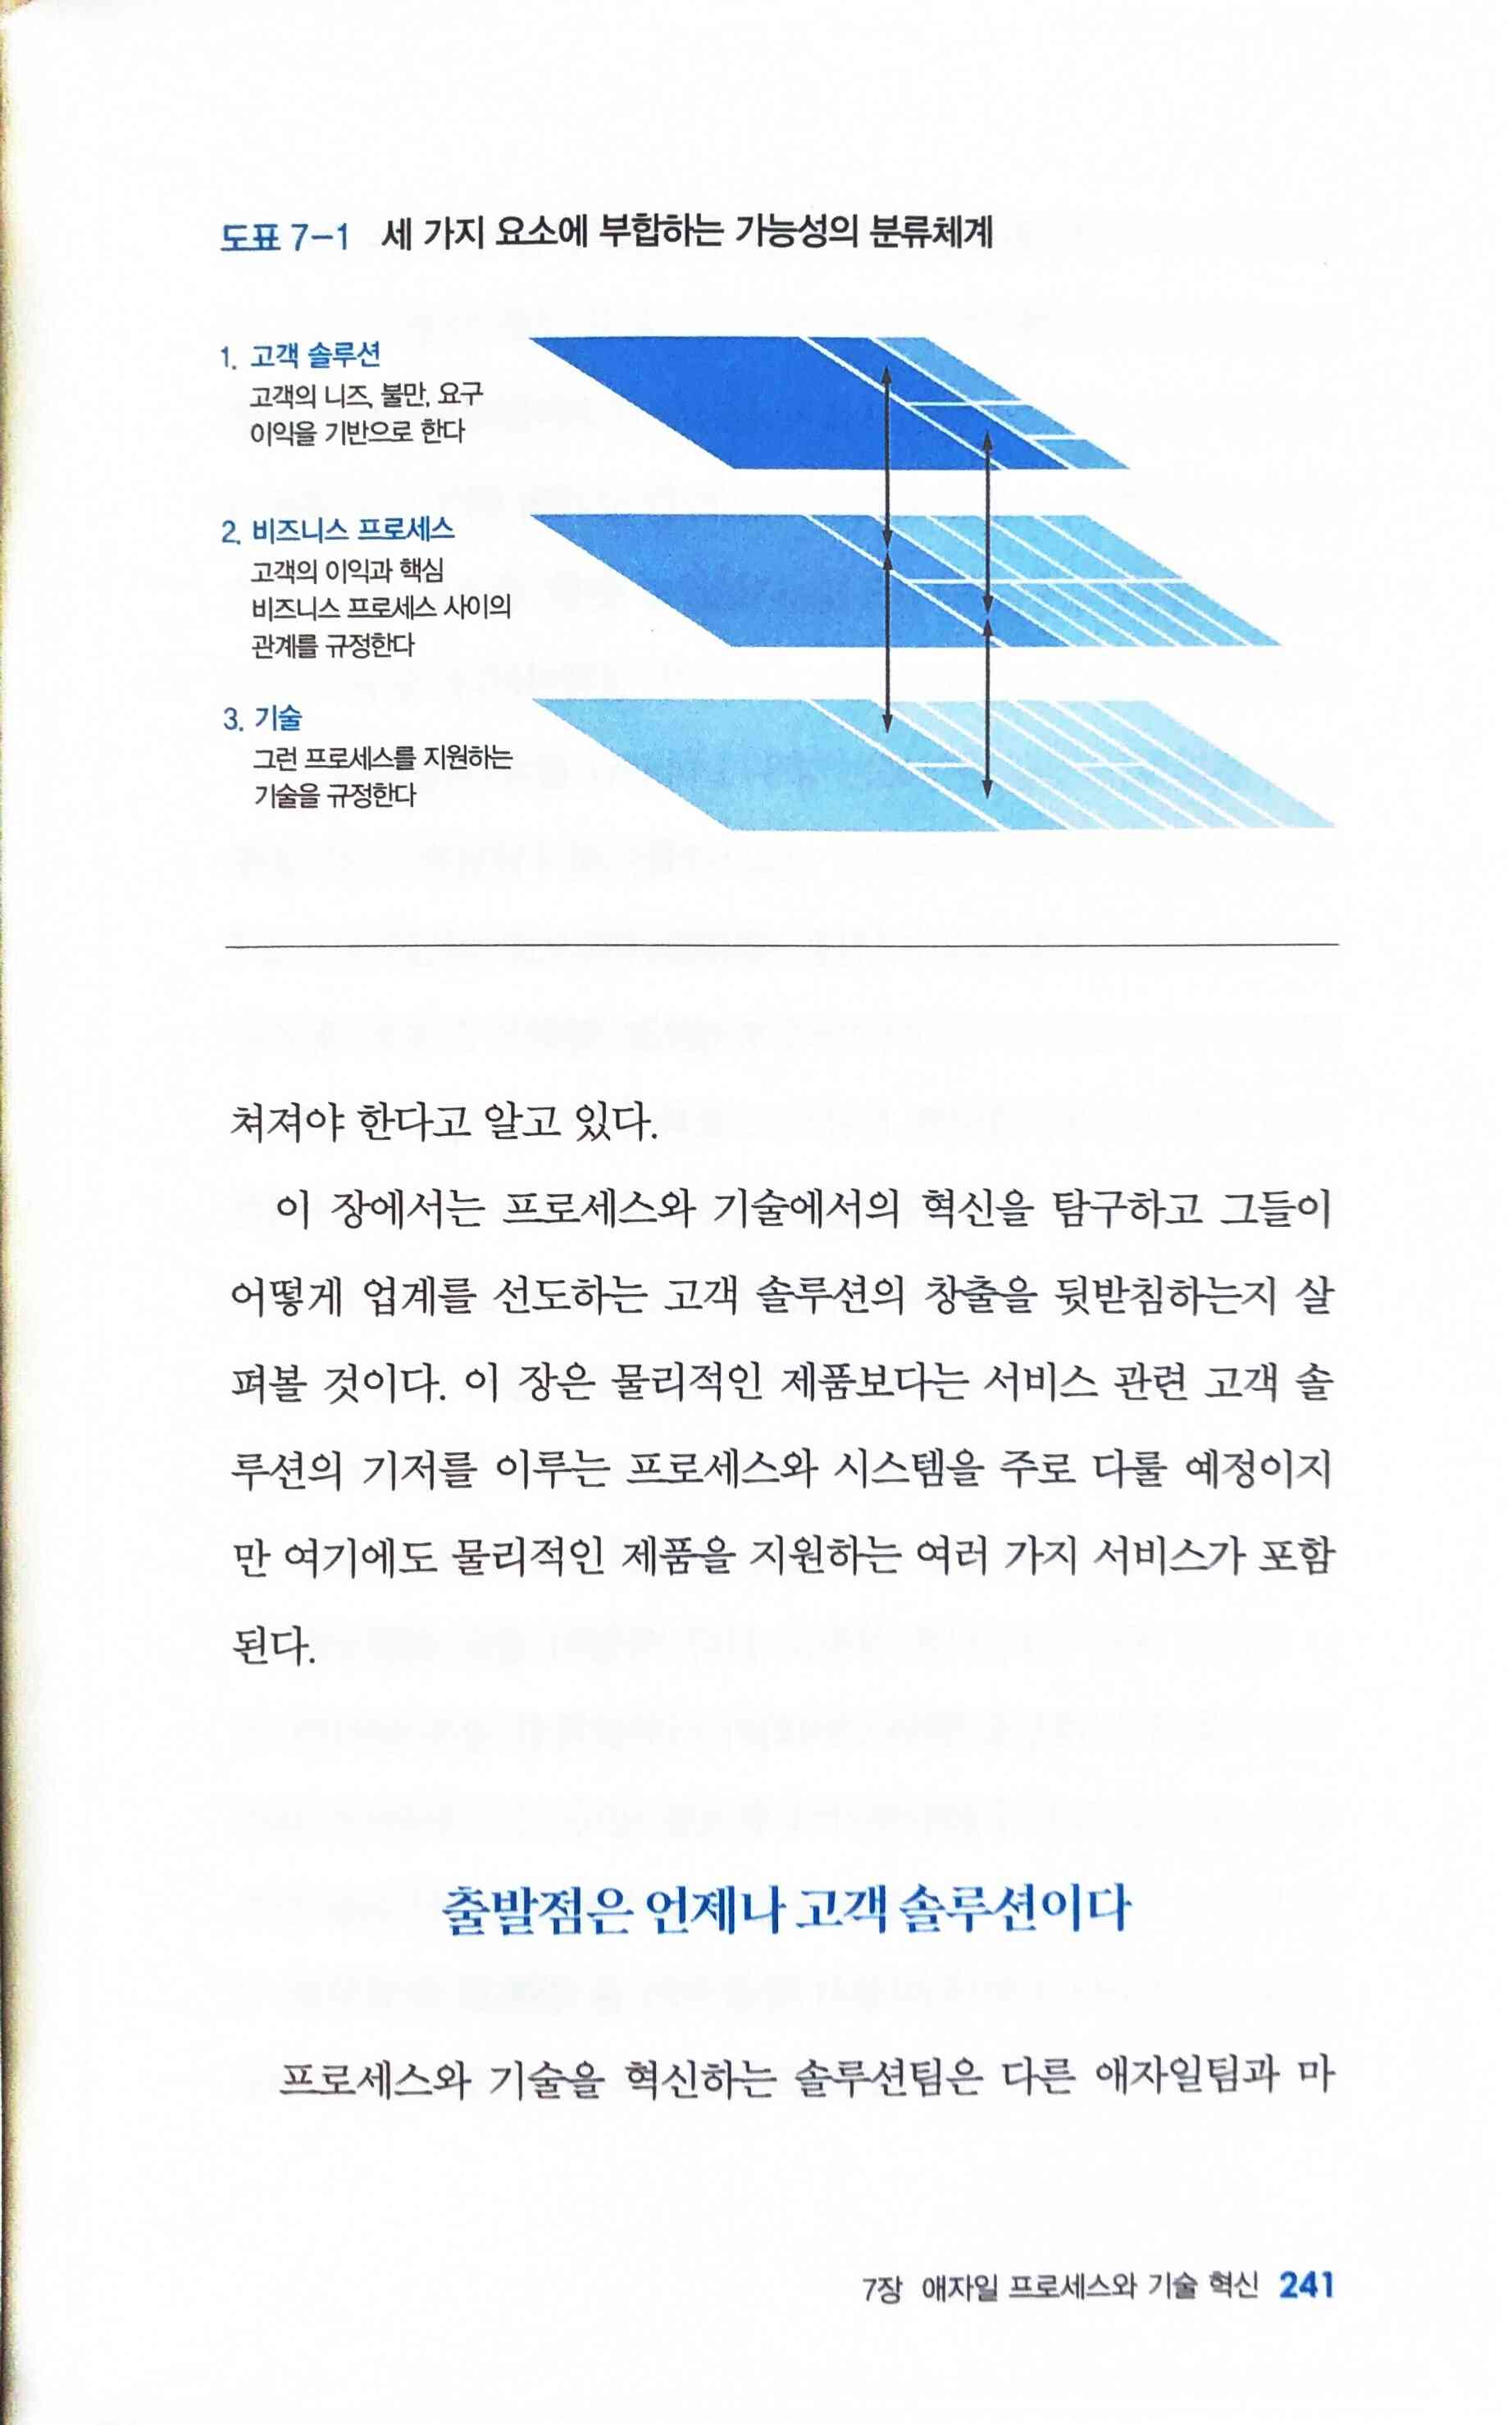 도표 7-1 세 가지 요소에 부합하는 가능성의 분류체계
1. 고객 솔루션
고객의 니즈, 불만, 요구
이익을 기반으로 한다
2. 비즈니스 프로세스
고객의 이익과 핵심
비즈니스 프로세스 사이의
관계를 규정한다
3. 기술
그런 프로세스를 지원하는
기술을 규정한다
쳐져야 한다고 알고 있다.
이 장에서는 프로세스와 기술에서의 혁신을 탐구하고 그들이
어떻게 업계를 선도하는 고객 솔루션의 창출을 뒷받침하는지 살
펴볼 것이다. 이 장은 물리적인 제품보다는 서비스 관련 고객 솔
루션의 기저를 이루는 프로세스와 시스템을 주로 다룰 예정이지
만 여기에도 물리적인 제품을 지원하는 여러 가지 서비스가 포함
된다.
출발점은 언제나 고객 솔루션이다
프로세스와 기술을 혁신하는 솔루션팀은 다른 애자일팀과 마
7장 애자일 프로세스와 기술 혁신 241